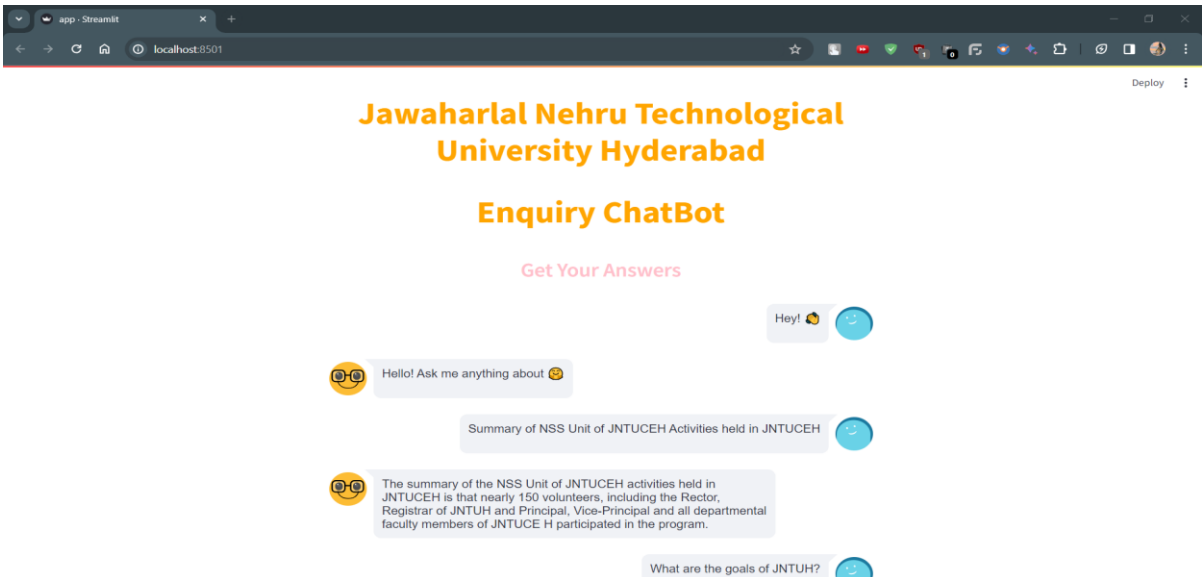 app · Streamlit
localhost:8501
Deploy
Jawaharlal Nehru Technological
University Hyderabad
Enquiry ChatBot
Get Your Answers
Hey! 👋
Hello! Ask me anything about 🤗
Summary of NSS Unit of JNTUCEH Activities held in JNTUCEH
The summary of the NSS Unit of JNTUCEH activities held in
JNTUCEH is that nearly 150 volunteers, including the Rector,
Registrar of JNTUH and Principal, Vice-Principal and all departmental
faculty members of JNTUCE H participated in the program.
What are the goals of JNTUH?